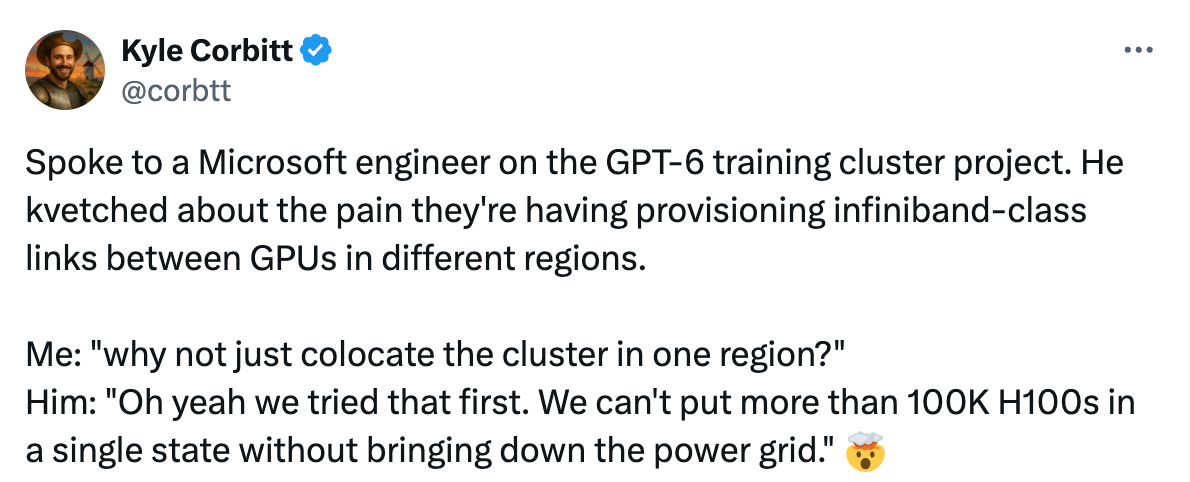 Kyle Corbitt
@corbtt
Spoke to a Microsoft engineer on the GPT-6 training cluster project. He
kvetched about the pain they're having provisioning infiniband-class
links between GPUs in different regions.
Me: "why not just colocate the cluster in one region?"
Him: "Oh yeah we tried that first. We can't put more than 100K H100s in
a single state without bringing down the power grid." 🤯